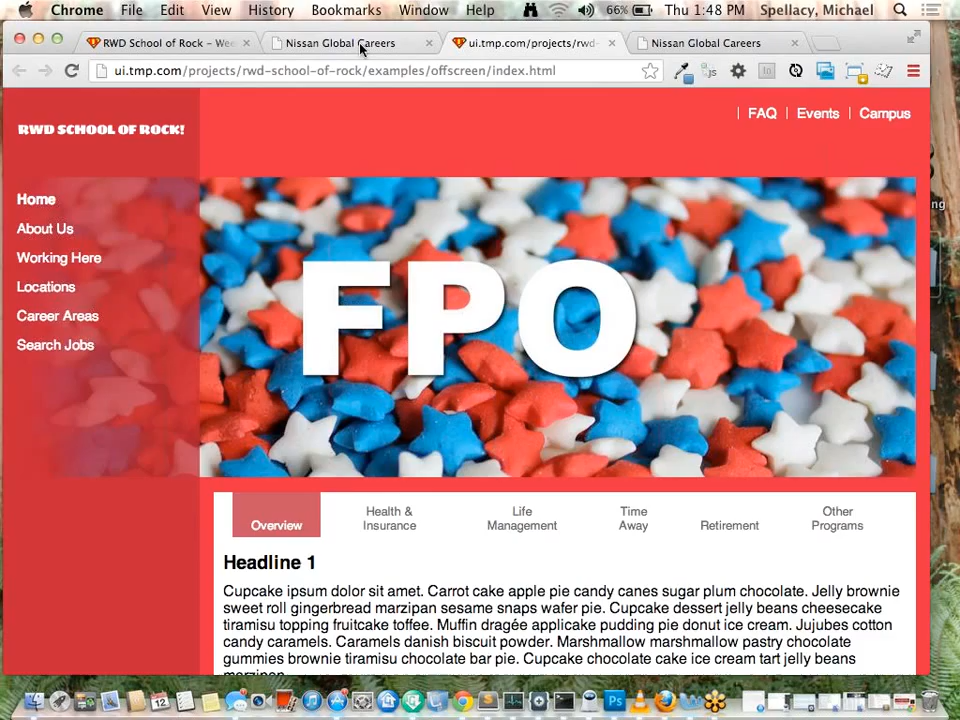 Chrome File Edit View History Bookmarks Window Help 66% Thu 1:48 PM Spellacy, Michael
RWD School of Rock – Wee
Nissan Global Careers
ui.tmp.com/projects/rwd-
Nissan Global Careers
ui.tmp.com/projects/rwd-school-of-rock/examples/offscreen/index.html
RWD SCHOOL OF ROCK!
| FAQ | Events | Campus
Home
About Us
Working Here
Locations
Career Areas
Search Jobs
FPO
Overview
Health &
Insurance
Life
Management
Time
Away
Retirement
Other
Programs
Headline 1
Cupcake ipsum dolor sit amet. Carrot cake apple pie candy canes sugar plum chocolate. Jelly brownie
sweet roll gingerbread marzipan sesame snaps wafer pie. Cupcake dessert jelly beans cheesecake
tiramisu topping fruitcake toffee. Muffin dragée applicake pudding pie donut ice cream. Jujubes cotton
candy caramels. Caramels danish biscuit powder. Marshmallow marshmallow pastry chocolate
gummies brownie tiramisu chocolate bar pie. Cupcake chocolate cake ice cream tart jelly beans